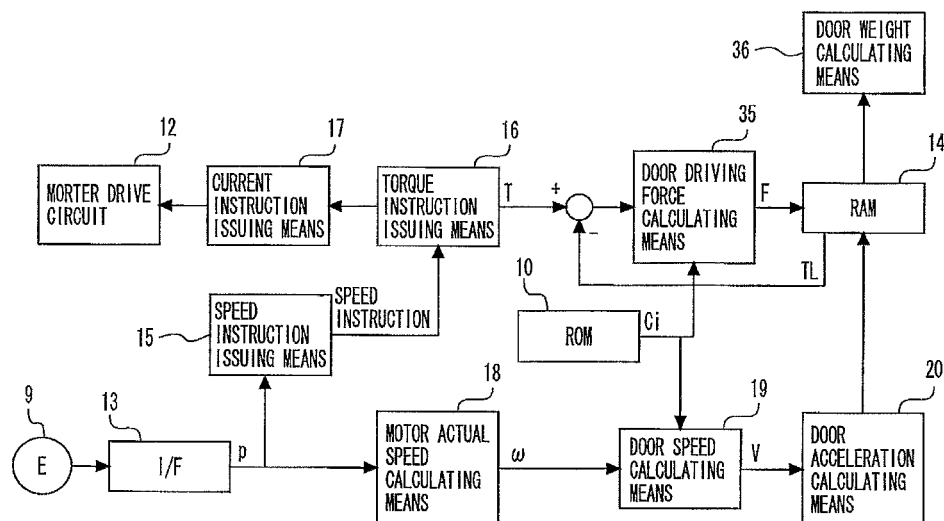 DOOR WEIGHT
CALCULATING
MEANS
36
12
17
16
35
14
MORTER DRIVE
CIRCUIT
CURRENT
INSTRUCTION
ISSUING MEANS
TORQUE
INSTRUCTION
ISSUING MEANS
T
+
−
DOOR DRIVING
FORCE
CALCULATING
MEANS
F
RAM
TL
10
ROM
Ci
15
SPEED
INSTRUCTION
ISSUING MEANS
SPEED
INSTRUCTION
9
E
13
I/F
p
18
MOTOR ACTUAL
SPEED
CALCULATING
MEANS
ω
19
DOOR SPEED
CALCULATING
MEANS
V
20
DOOR
ACCELERATION
CALCULATING
MEANS